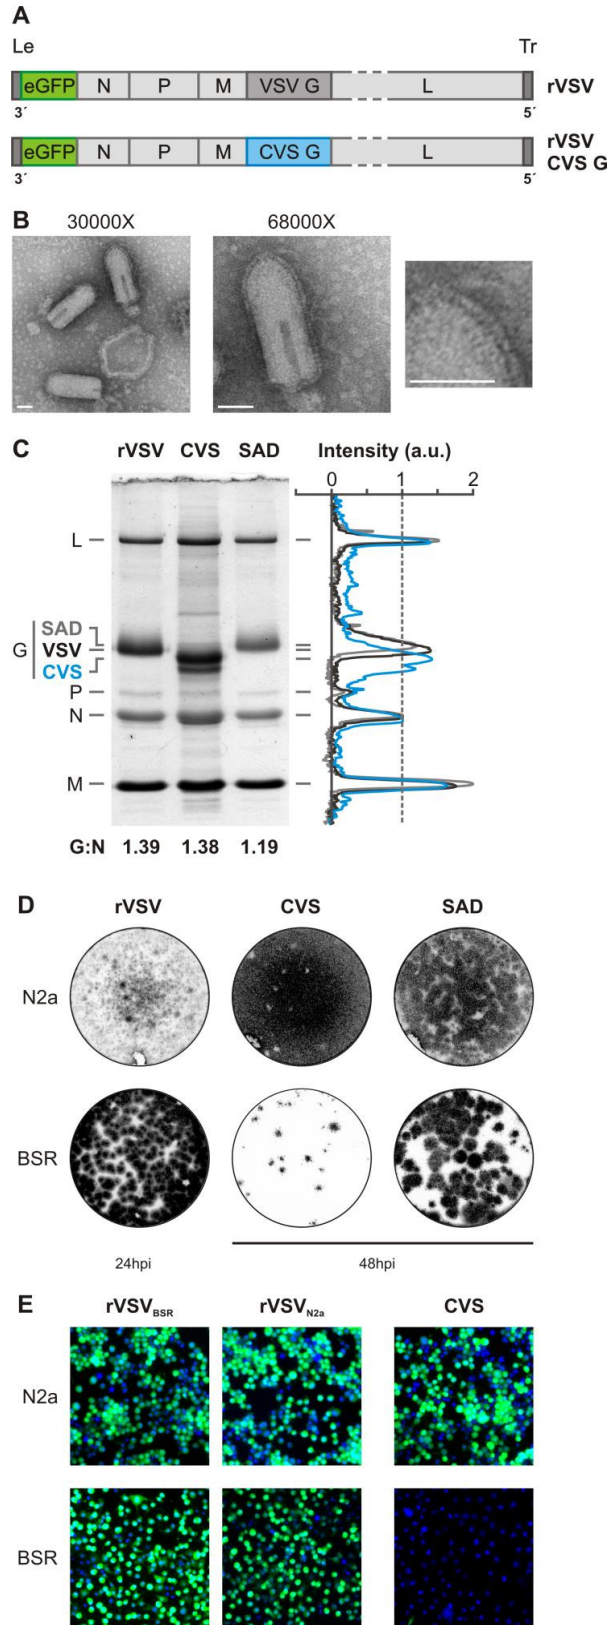 A
Le Tr
eGFP N P M VSV G L rVSV
3´ 5´
eGFP N P M CVS G L rVSV
CVS G
3´ 5´
B
30000X 68000X
C
rVSV CVS SAD Intensity (a.u.)
0 1 2
L
SAD
G VSV
CVS
P
N
M
G:N 1.39 1.38 1.19
D
rVSV CVS SAD
N2a
BSR
24hpi 48hpi
E
rVSVBSR rVSVN2a CVS
N2a
BSR